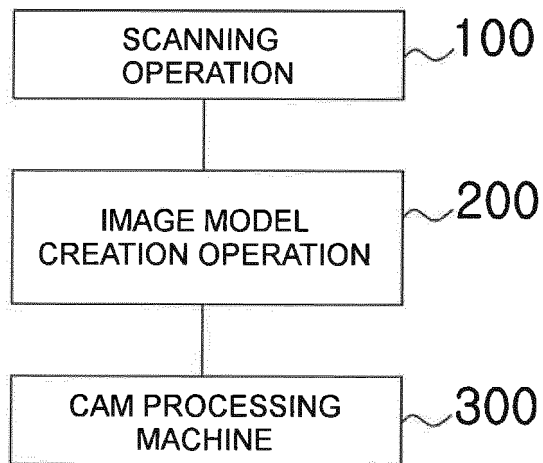 SCANNING
OPERATION
100
IMAGE MODEL
CREATION OPERATION
200
CAM PROCESSING
MACHINE
300